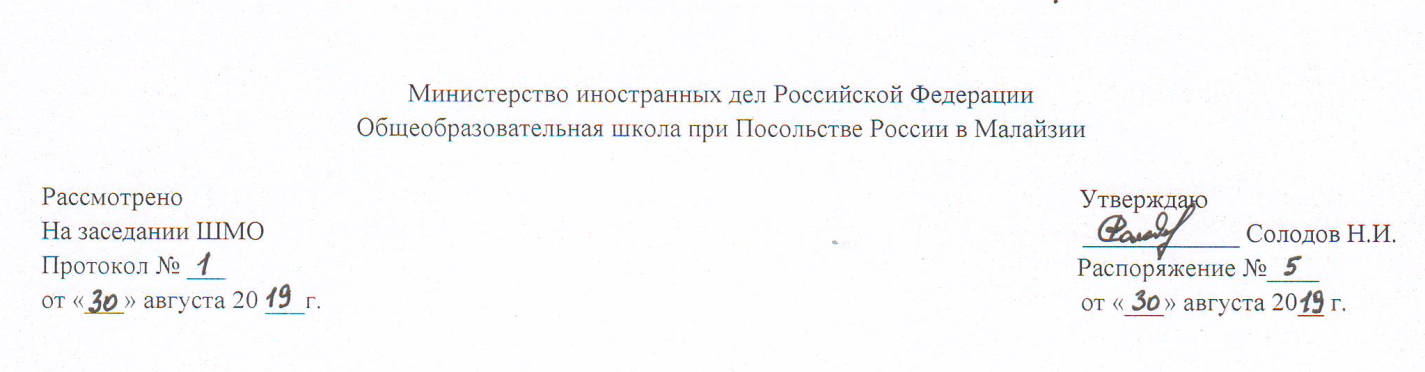 Министерство иностранных дел Российской Федерации
Общеобразовательная школа при Посольстве России в Малайзии
Рассмотрено
На заседании ШМО
Протокол № 1
от «30» августа 20 19 г.
Утверждаю
Солодов Н.И.
Распоряжение № 5
от «30» августа 2019 г.